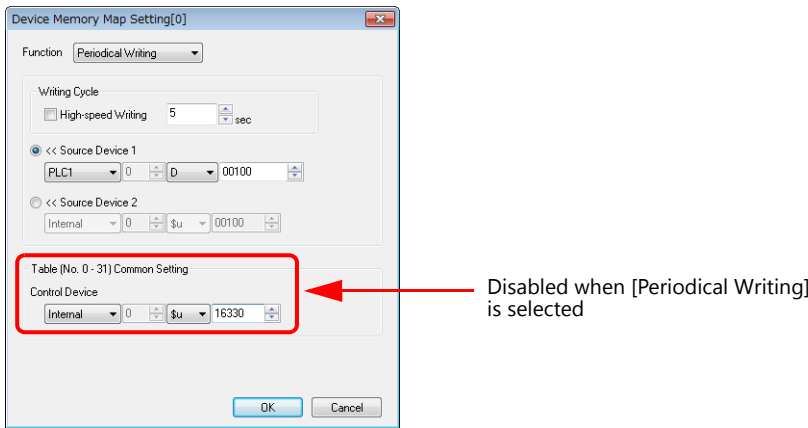 Device Memory Map Setting[0]
Function Periodical Writing
Writing Cycle
High-speed Writing 5 sec
<< Source Device 1
PLC1 0 D 00100
<< Source Device 2
Internal 0 $u 00100
Table (No. 0 - 31) Common Setting
Control Device
Internal 0 $u 16330
Disabled when [Periodical Writing]
is selected
OK Cancel